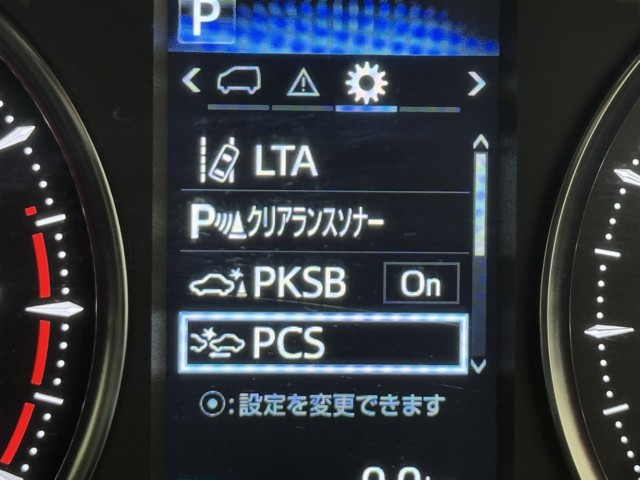 P
LTA
P クリアランスソナー
PKSB On
PCS
:設定を変更できます